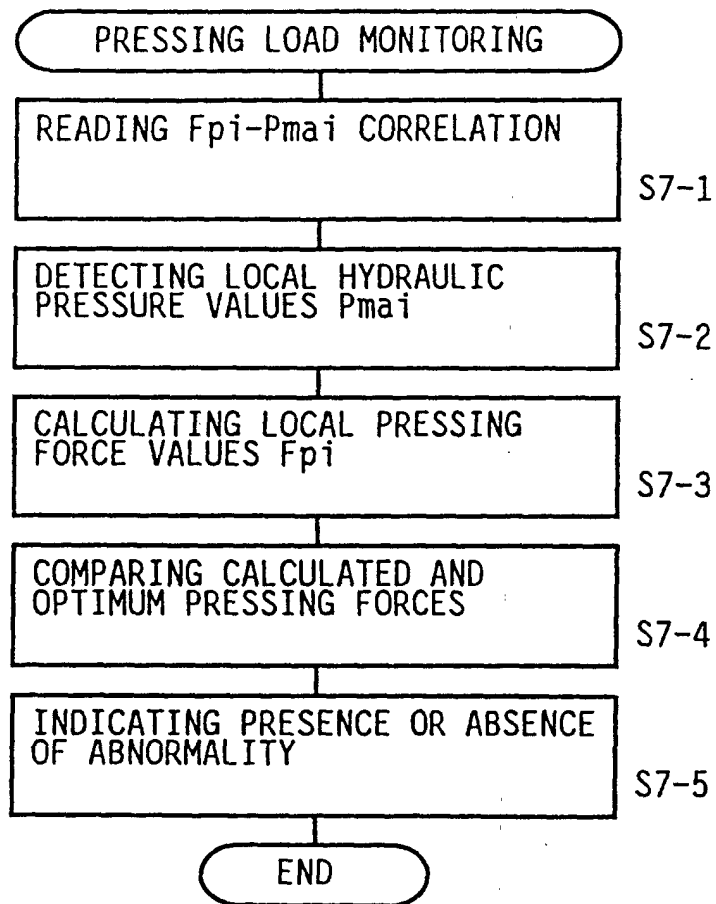 PRESSING LOAD MONITORING
READING Fpi-Pmai CORRELATION
S7-1
DETECTING LOCAL HYDRAULIC
PRESSURE VALUES Pmai
S7-2
CALCULATING LOCAL PRESSING
FORCE VALUES Fpi
S7-3
COMPARING CALCULATED AND
OPTIMUM PRESSING FORCES
S7-4
INDICATING PRESENCE OR ABSENCE
OF ABNORMALITY
S7-5
END